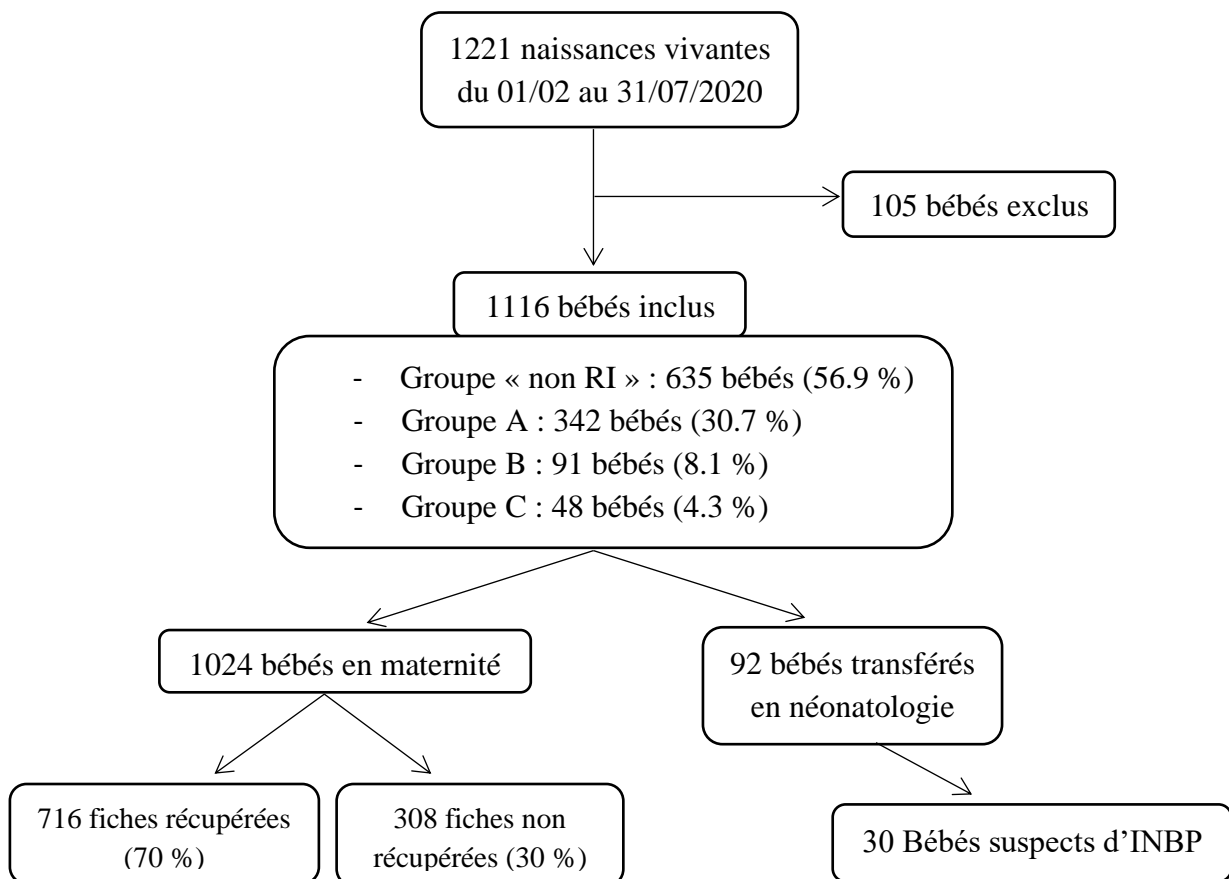 1221 naissances vivantes
du 01/02 au 31/07/2020
105 bébés exclus
1116 bébés inclus
- Groupe « non RI » : 635 bébés (56.9 %)
- Groupe A : 342 bébés (30.7 %)
- Groupe B : 91 bébés (8.1 %)
- Groupe C : 48 bébés (4.3 %)
1024 bébés en maternité
92 bébés transférés
en néonatologie
716 fiches récupérées
(70 %)
308 fiches non
récupérées (30 %)
30 Bébés suspects d’INBP